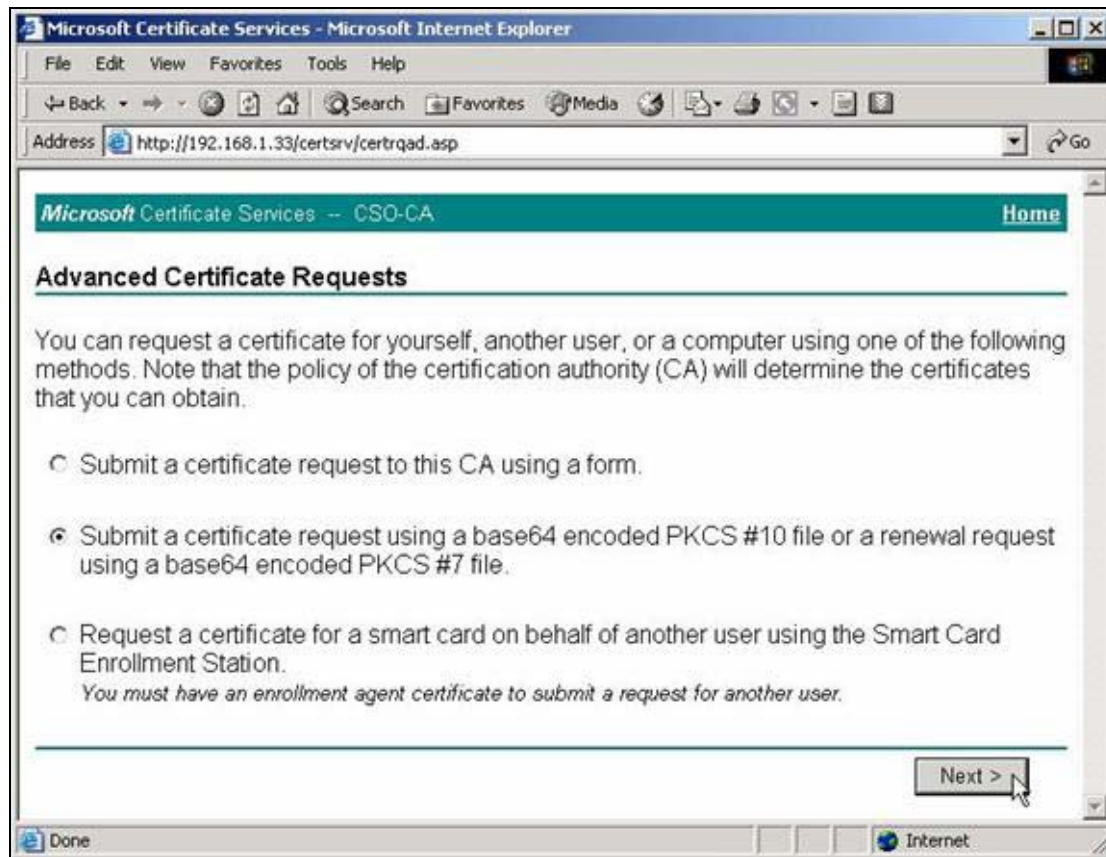 Microsoft Certificate Services - Microsoft Internet Explorer
File Edit View Favorites Tools Help
Back Search Favorites Media
Address http://192.168.1.33/certsrv/certrqad.asp Go
Microsoft Certificate Services -- CSO-CA Home
Advanced Certificate Requests
You can request a certificate for yourself, another user, or a computer using one of the following
methods. Note that the policy of the certification authority (CA) will determine the certificates
that you can obtain.
Submit a certificate request to this CA using a form.
Submit a certificate request using a base64 encoded PKCS #10 file or a renewal request
using a base64 encoded PKCS #7 file.
Request a certificate for a smart card on behalf of another user using the Smart Card
Enrollment Station.
You must have an enrollment agent certificate to submit a request for another user.
Next >
Done Internet